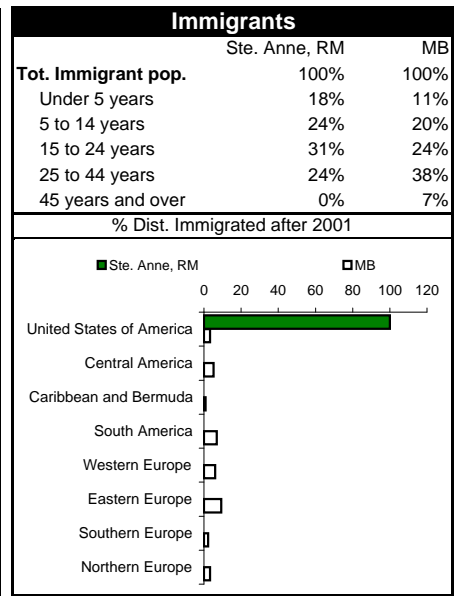 Immigrants
Ste. Anne, RM MB
Tot. Immigrant pop. 100% 100%
Under 5 years 18% 11%
5 to 14 years 24% 20%
15 to 24 years 31% 24%
25 to 44 years 24% 38%
45 years and over 0% 7%
% Dist. Immigrated after 2001
Ste. Anne, RM MB
0 20 40 60 80 100 120
United States of America
Central America
Caribbean and Bermuda
South America
Western Europe
Eastern Europe
Southern Europe
Northern Europe